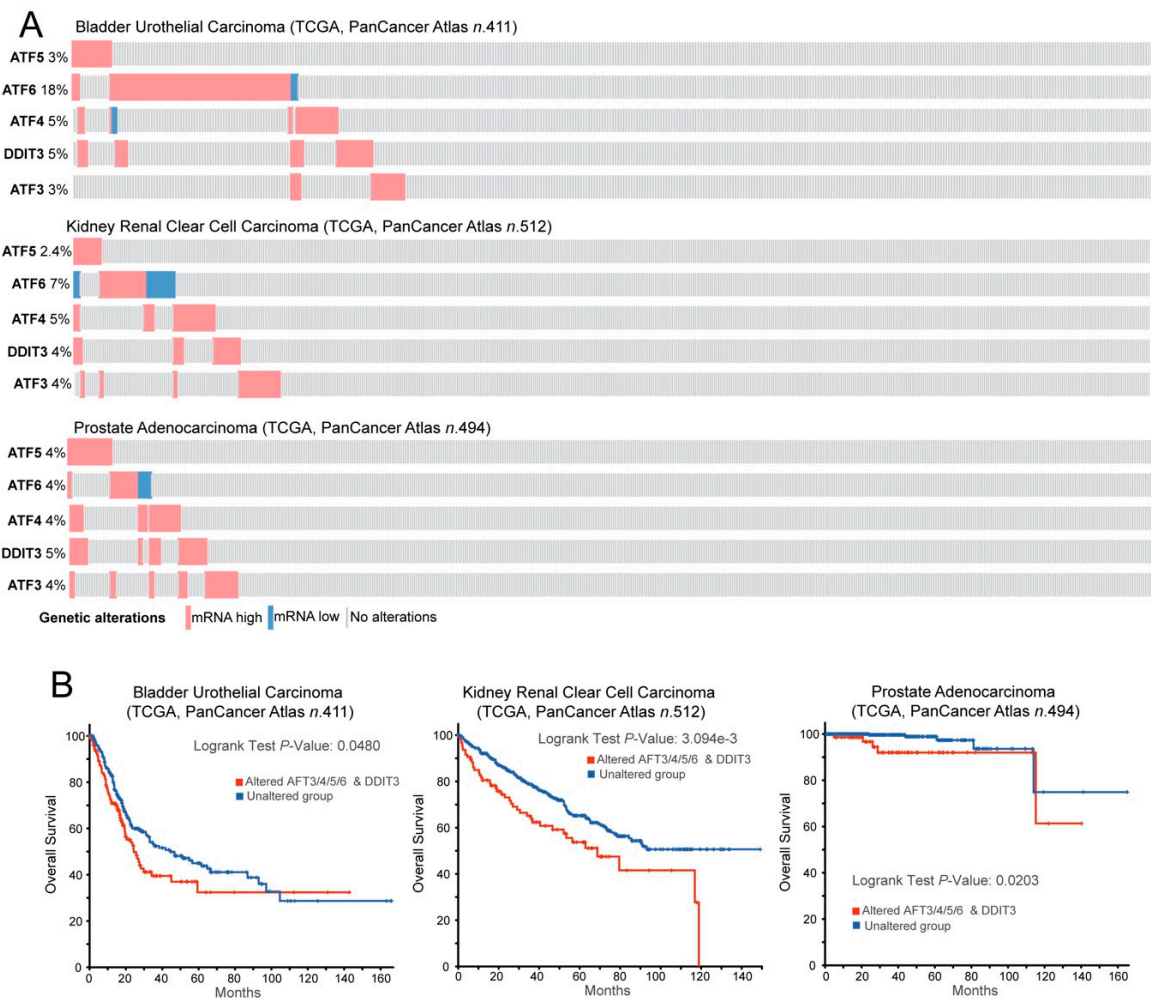 A
Bladder Urothelial Carcinoma (TCGA, PanCancer Atlas n.411)
ATF5 3%
ATF6 18%
ATF4 5%
DDIT3 5%
ATF3 3%
Kidney Renal Clear Cell Carcinoma (TCGA, PanCancer Atlas n.512)
ATF5 2.4%
ATF6 7%
ATF4 5%
DDIT3 4%
ATF3 4%
Prostate Adenocarcinoma (TCGA, PanCancer Atlas n.494)
ATF5 4%
ATF6 4%
ATF4 4%
DDIT3 5%
ATF3 4%
Genetic alterations mRNA high mRNA low No alterations
B
Bladder Urothelial Carcinoma
(TCGA, PanCancer Atlas n.411)
Logrank Test P-Value: 0.0480
Altered AFT3/4/5/6 & DDIT3
Unaltered group
Overall Survival
100
80
60
40
20
0
0 20 40 60 80 100 120 140 160
Months
Kidney Renal Clear Cell Carcinoma
(TCGA, PanCancer Atlas n.512)
Logrank Test P-Value: 3.094e-3
Altered AFT3/4/5/6 & DDIT3
Unaltered group
Overall Survival
100
80
60
40
20
0
0 20 40 60 80 100 120 140
Months
Prostate Adenocarcinoma
(TCGA, PanCancer Atlas n.494)
Logrank Test P-Value: 0.0203
Altered AFT3/4/5/6 & DDIT3
Unaltered group
Overall Survival
100
80
60
40
20
0
0 20 40 60 80 100 120 140 160
Months